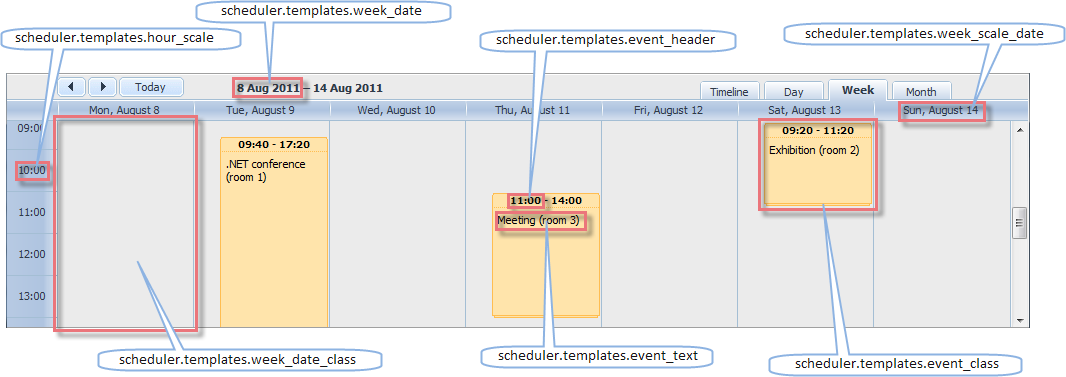 scheduler.templates.week_date
scheduler.templates.hour_scale
scheduler.templates.event_header
scheduler.templates.week_scale_date
Today
8 Aug 2011 – 14 Aug 2011
Timeline
Day
Week
Month
Mon, August 8
Tue, August 9
Wed, August 10
Thu, August 11
Fri, August 12
Sat, August 13
Sun, August 14
09:00
10:00
11:00
12:00
13:00
09:40 - 17:20
.NET conference
(room 1)
11:00 - 14:00
Meeting (room 3)
09:20 - 11:20
Exhibition (room 2)
scheduler.templates.week_date_class
scheduler.templates.event_text
scheduler.templates.event_class